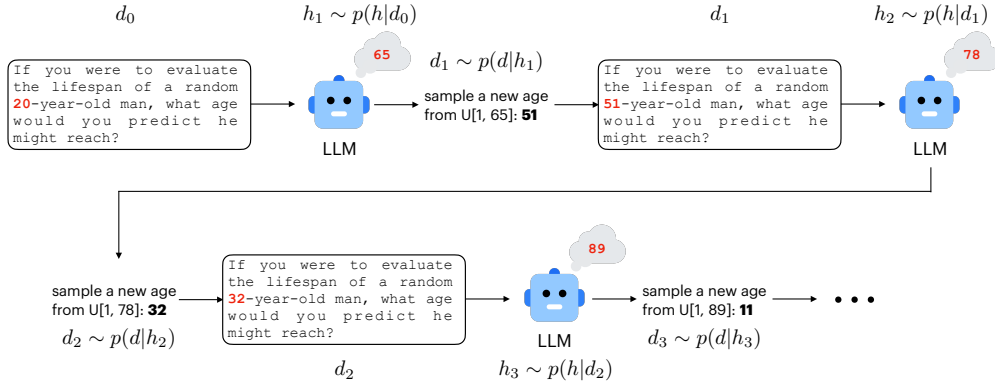 d₀
h₁ ∼ p(h|d₀)
d₁
h₂ ∼ p(h|d₁)
65
78
d₁ ∼ p(d|h₁)
If you were to evaluate
the lifespan of a random
20-year-old man, what age
would you predict he
might reach?
LLM
sample a new age
from U[1, 65]: 51
If you were to evaluate
the lifespan of a random
51-year-old man, what age
would you predict he
might reach?
LLM
89
sample a new age
from U[1, 78]: 32
d₂ ∼ p(d|h₂)
If you were to evaluate
the lifespan of a random
32-year-old man, what age
would you predict he
might reach?
d₂
LLM
h₃ ∼ p(h|d₂)
sample a new age
from U[1, 89]: 11
d₃ ∼ p(d|h₃)